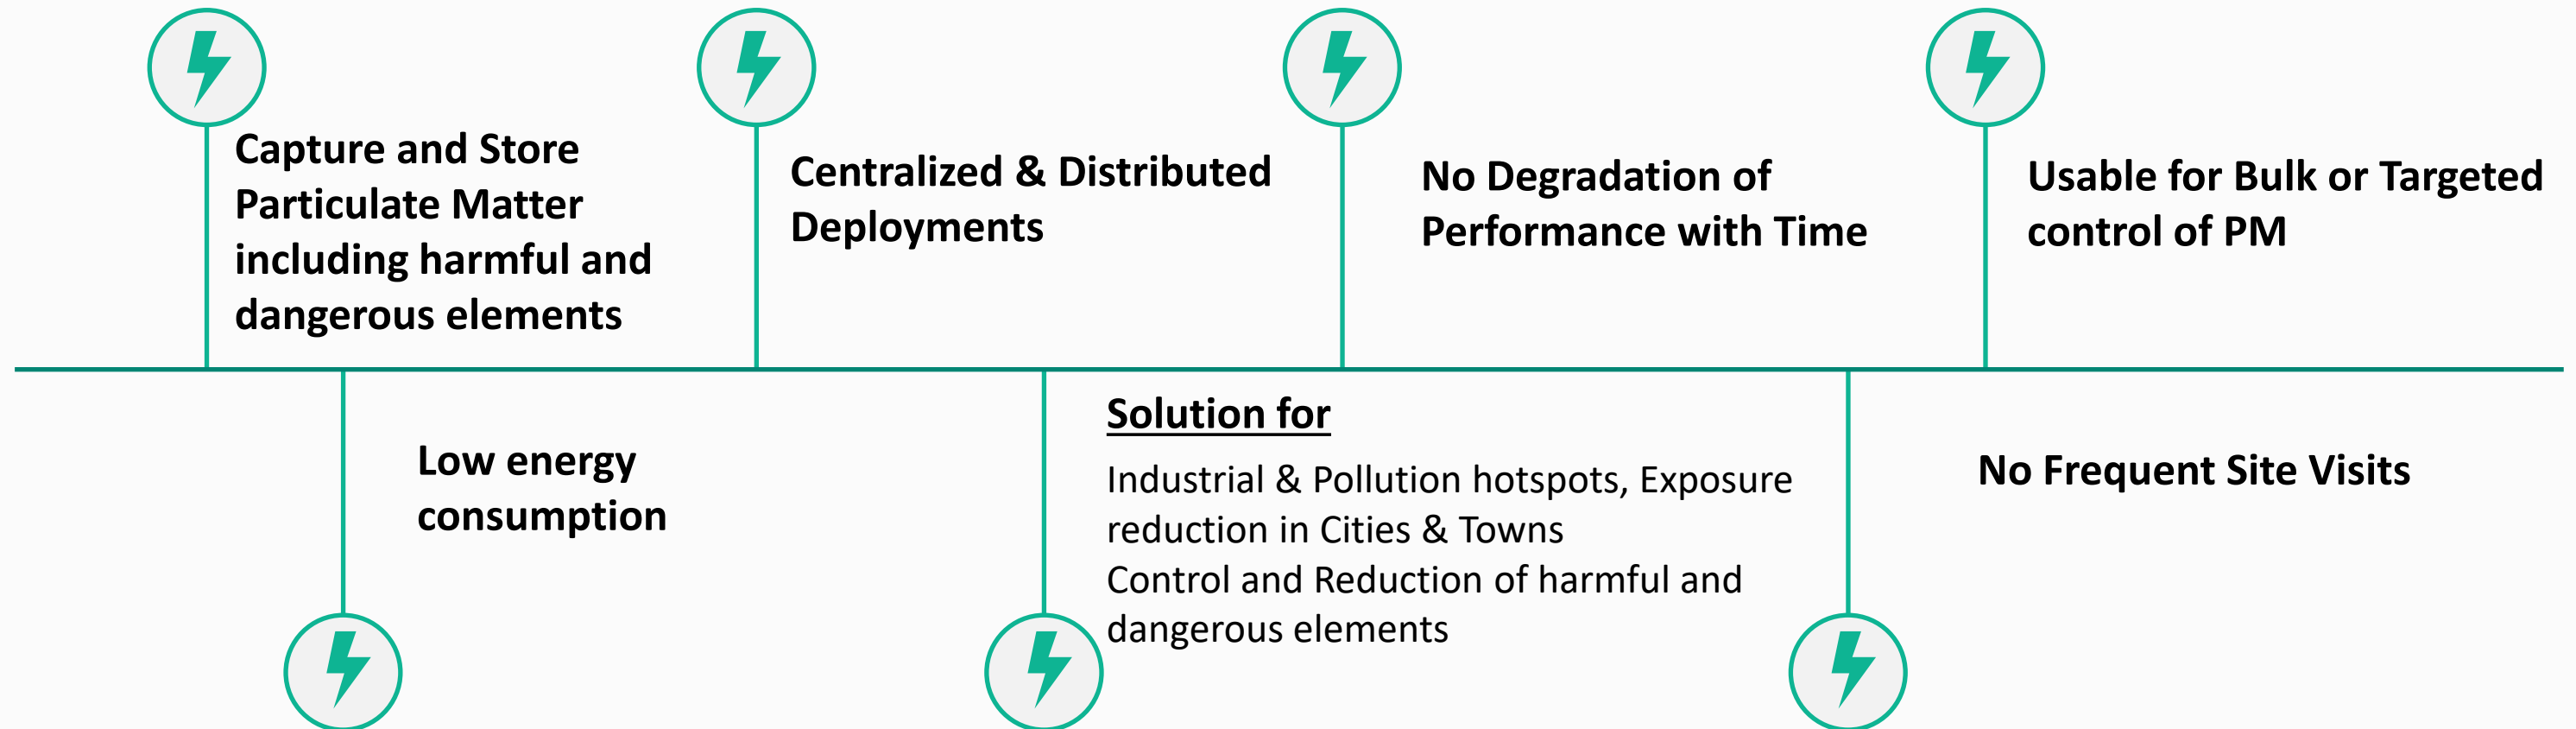 Capture and Store
Particulate Matter
including harmful and
dangerous elements
Centralized & Distributed
Deployments
No Degradation of
Performance with Time
Usable for Bulk or Targeted
control of PM
Low energy
consumption
Solution for
Industrial & Pollution hotspots, Exposure
reduction in Cities & Towns
Control and Reduction of harmful and
dangerous elements
No Frequent Site Visits